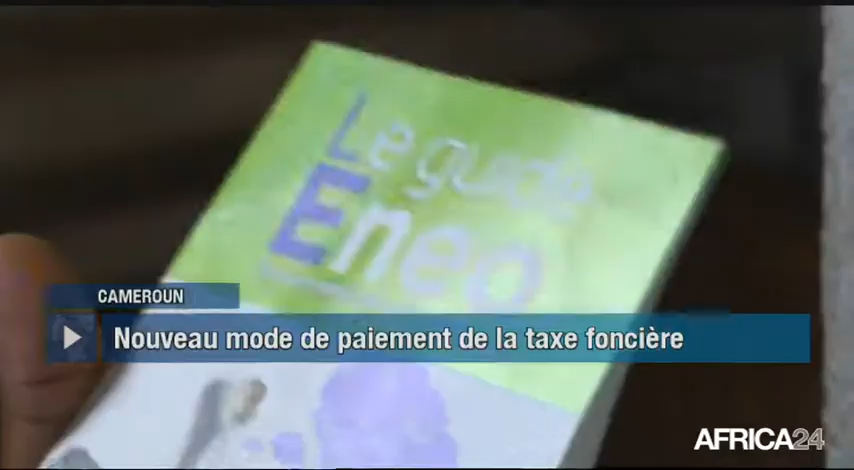 Le guide
Eneo
CAMEROUN
Nouveau mode de paiement de la taxe foncière
AFRICA24